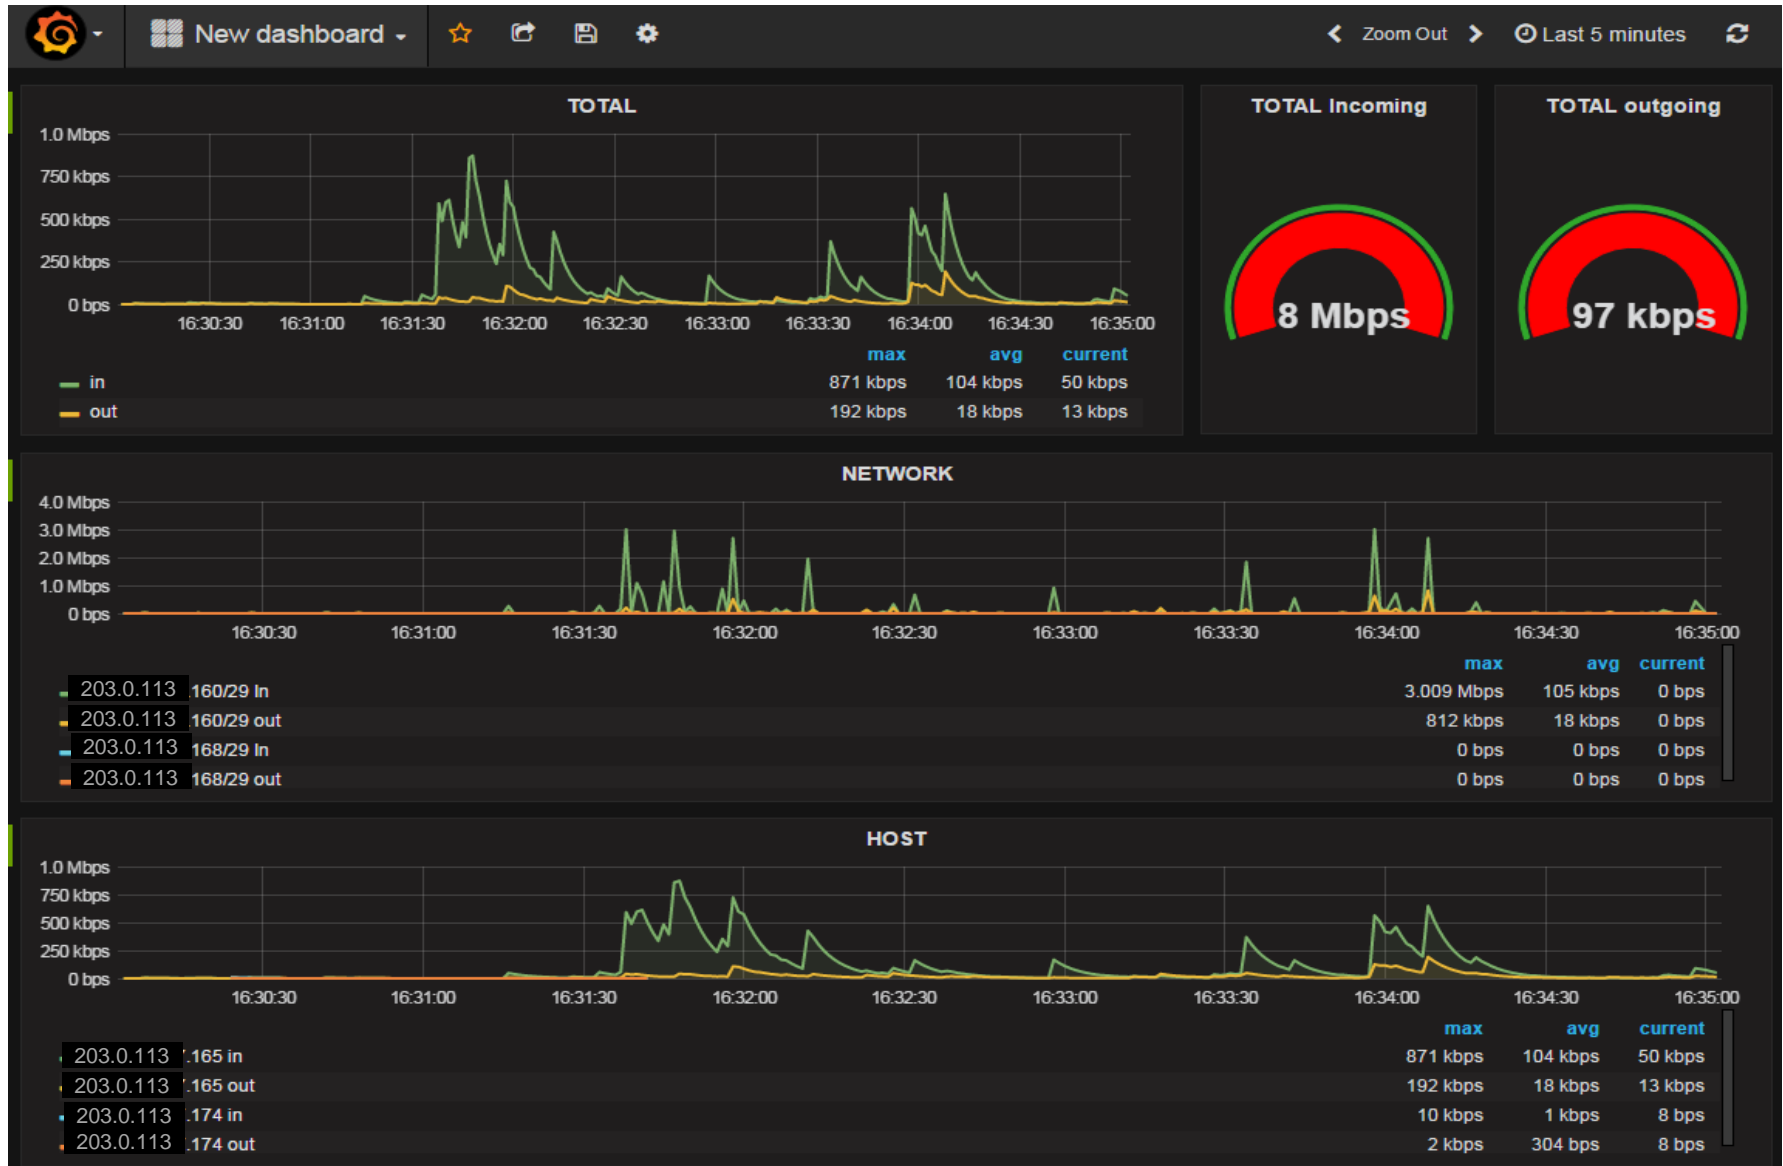 New dashboard
Zoom Out
Last 5 minutes
TOTAL
1.0 Mbps
750 kbps
500 kbps
250 kbps
0 bps
16:30:30 16:31:00 16:31:30 16:32:00 16:32:30 16:33:00 16:33:30 16:34:00 16:34:30 16:35:00
max avg current
in 871 kbps 104 kbps 50 kbps
out 192 kbps 18 kbps 13 kbps
TOTAL Incoming
8 Mbps
TOTAL outgoing
97 kbps
NETWORK
4.0 Mbps
3.0 Mbps
2.0 Mbps
1.0 Mbps
0 bps
16:30:30 16:31:00 16:31:30 16:32:00 16:32:30 16:33:00 16:33:30 16:34:00 16:34:30 16:35:00
max avg current
203.0.113 .160/29 In 3.009 Mbps 105 kbps 0 bps
203.0.113 .160/29 out 812 kbps 18 kbps 0 bps
203.0.113 168/29 In 0 bps 0 bps 0 bps
203.0.113 168/29 out 0 bps 0 bps 0 bps
HOST
1.0 Mbps
750 kbps
500 kbps
250 kbps
0 bps
16:30:30 16:31:00 16:31:30 16:32:00 16:32:30 16:33:00 16:33:30 16:34:00 16:34:30 16:35:00
max avg current
203.0.113 .165 in 871 kbps 104 kbps 50 kbps
203.0.113 .165 out 192 kbps 18 kbps 13 kbps
203.0.113 .174 in 10 kbps 1 kbps 8 bps
203.0.113 .174 out 2 kbps 304 bps 8 bps